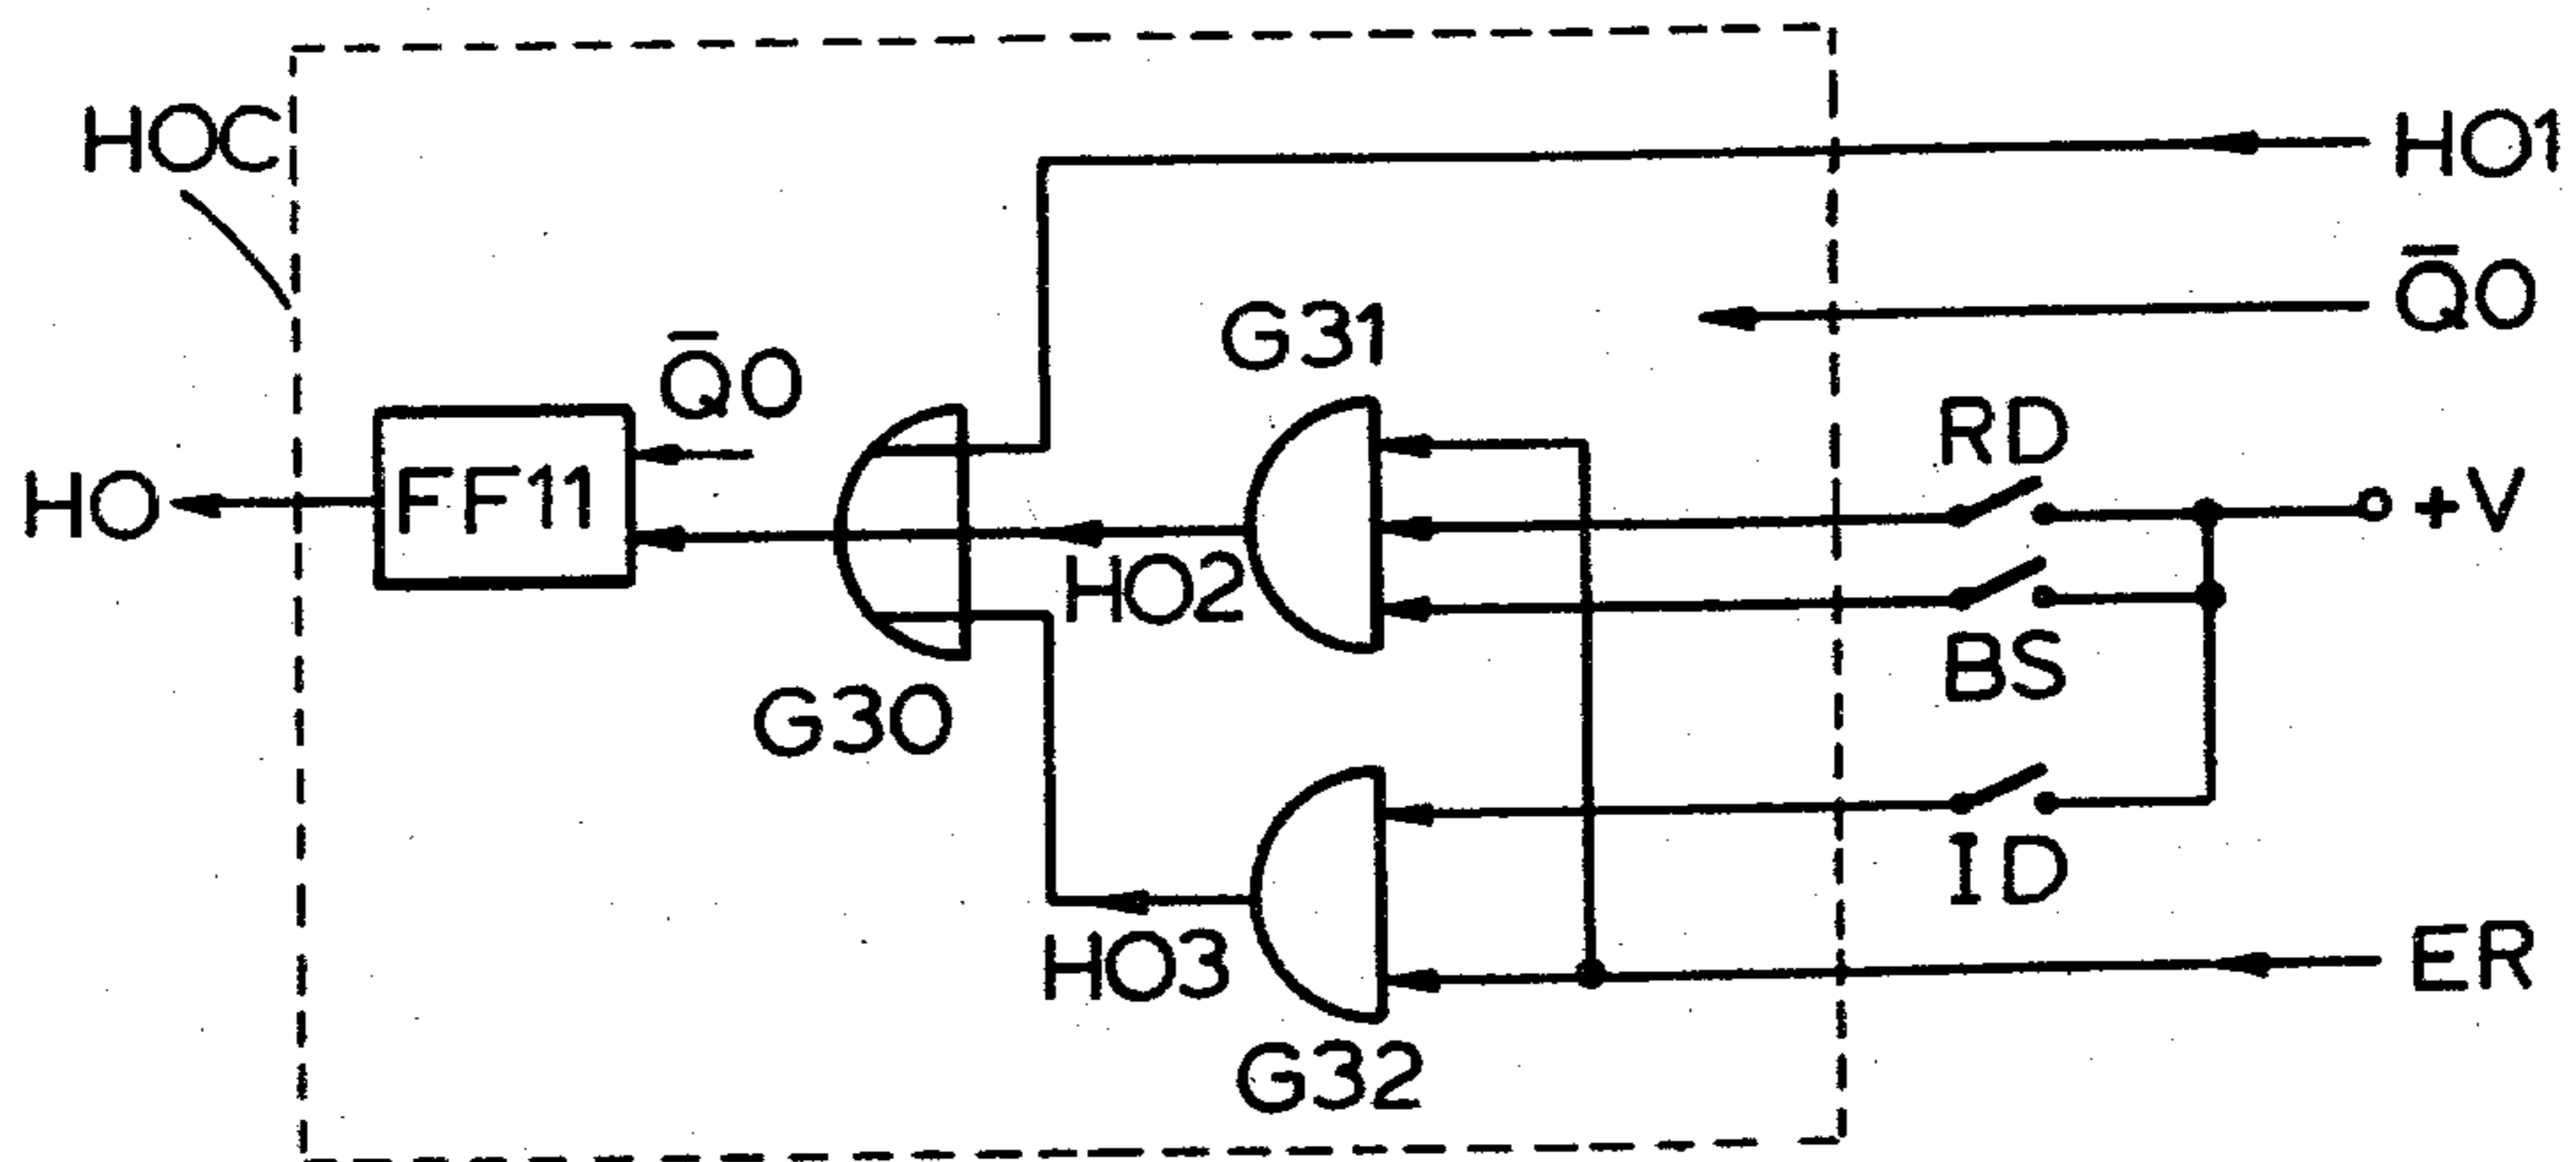 HOC
HO1
Q̅O
G31
Q̅O
RD
HO
FF11
+V
HO2
BS
G30
ID
HO3
ER
G32